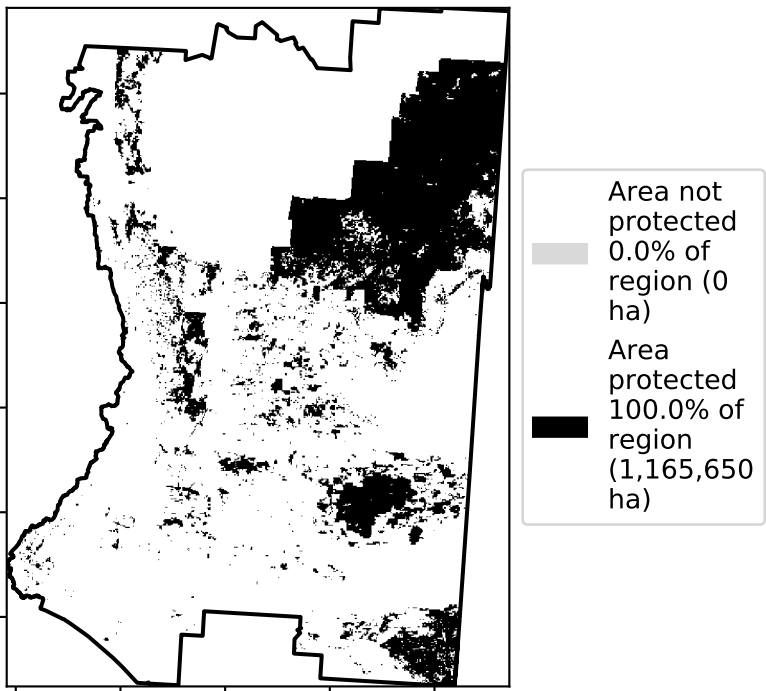 Area not
protected
0.0% of
region (0
ha)
Area
protected
100.0% of
region
(1,165,650
ha)